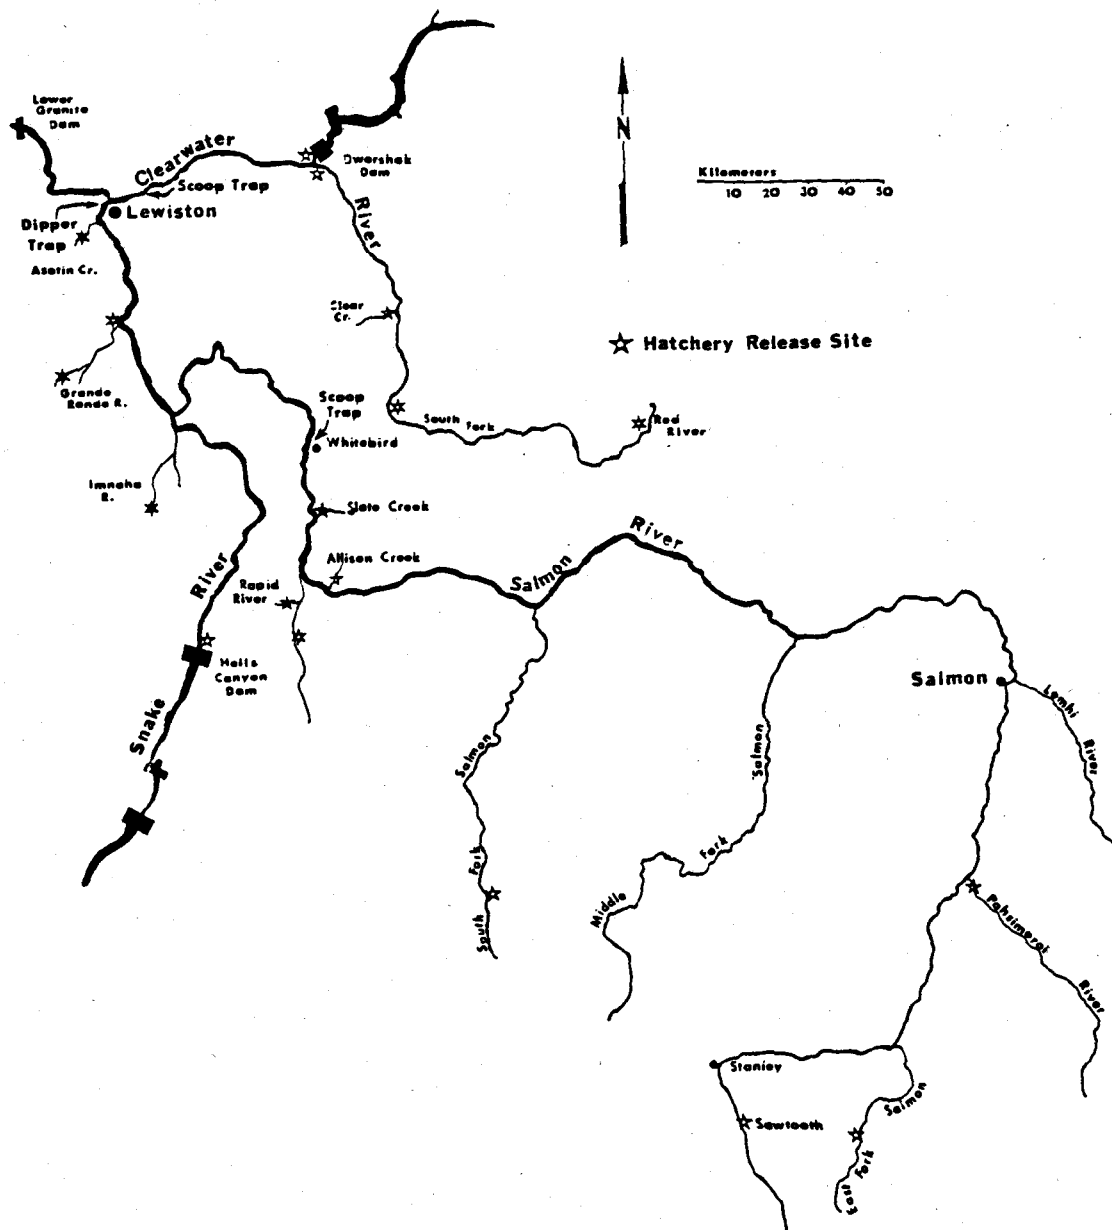 Lower
Granite
Dam
Clearwater
River
Dworshak
Dam
Scoop Trap
Lewiston
Dipper
Trap
Asotin Cr.
N
Kilometers
10 20 30 40 50
Clear
Cr.
Hatchery Release Site
Grande
Ronde R.
Scoop
Trap
Whitebird
South Fork
Red
River
Imnaha
R.
Slate Creek
Allison Creek
Rapid
River
Salmon River
Snake River
Hells
Canyon
Dam
Salmon
Lemhi River
South Fork Salmon
Middle Fork Salmon
Pahsimeroi River
Stanley
Sawtooth
East Fork Salmon